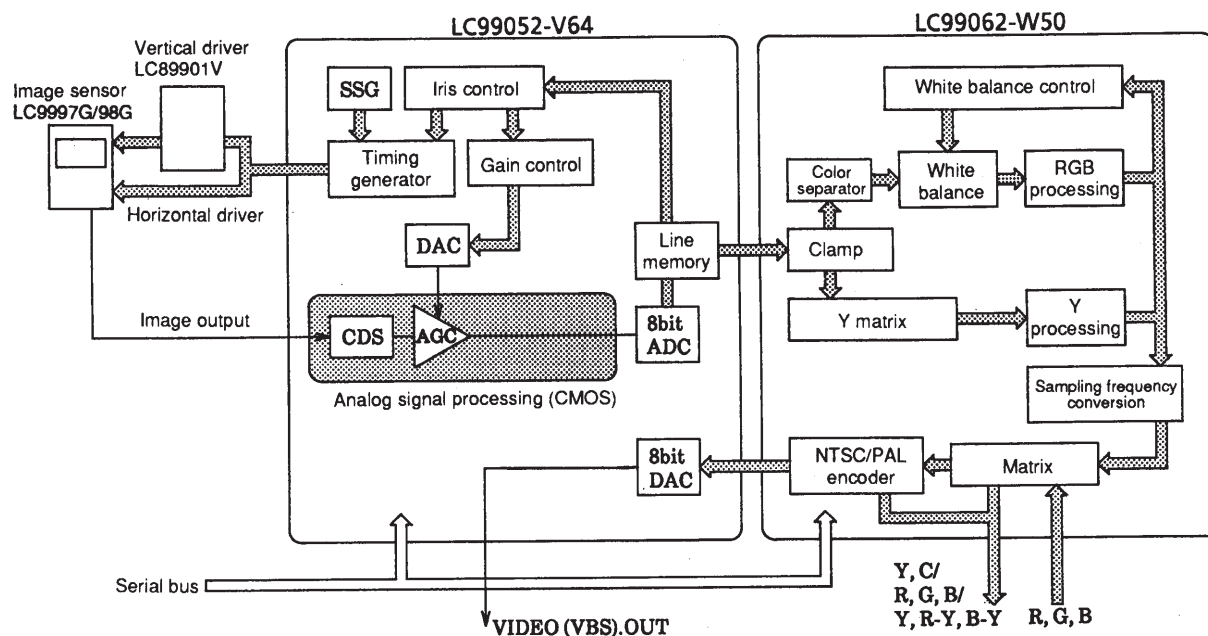 LC99052-V64
LC99062-W50
Vertical driver
LC89901V
Image sensor
LC9997G/98G
SSG
Iris control
White balance control
Timing
generator
Gain control
Color
separator
White
balance
RGB
processing
Horizontal driver
DAC
Line
memory
Clamp
Image output
CDS
AGC
8bit
ADC
Y matrix
Y
processing
Analog signal processing (CMOS)
Sampling frequency
conversion
8bit
DAC
NTSC/PAL
encoder
Matrix
Serial bus
Y, C/
R, G, B/
Y, R-Y, B-Y
R, G, B
VIDEO (VBS).OUT